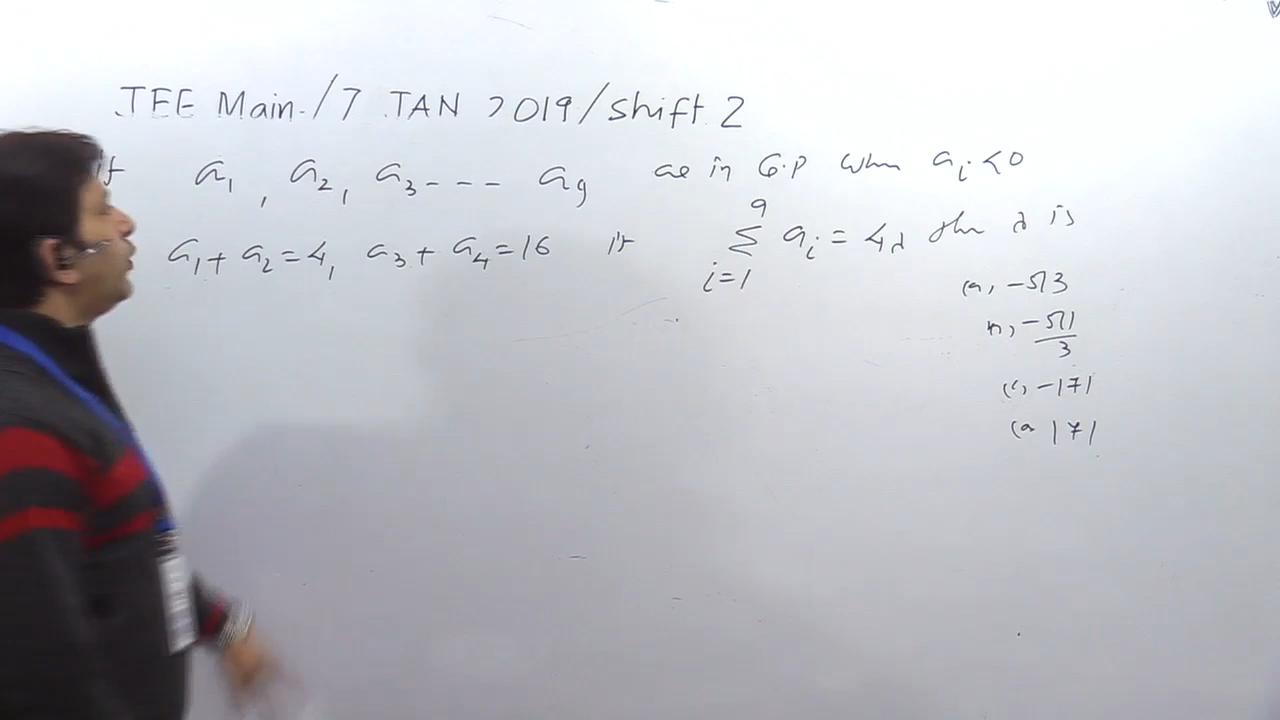 JEE Main./7 JAN 2019/Shift 2
if a₁, a₂, a₃--- a₉ are in G.P when aᵢ<0
a₁+a₂=4, a₃+a₄=16 if ∑_{i=1}^{9} aᵢ=4λ then λ is
(a, -513
-511/3
(c, -171
171